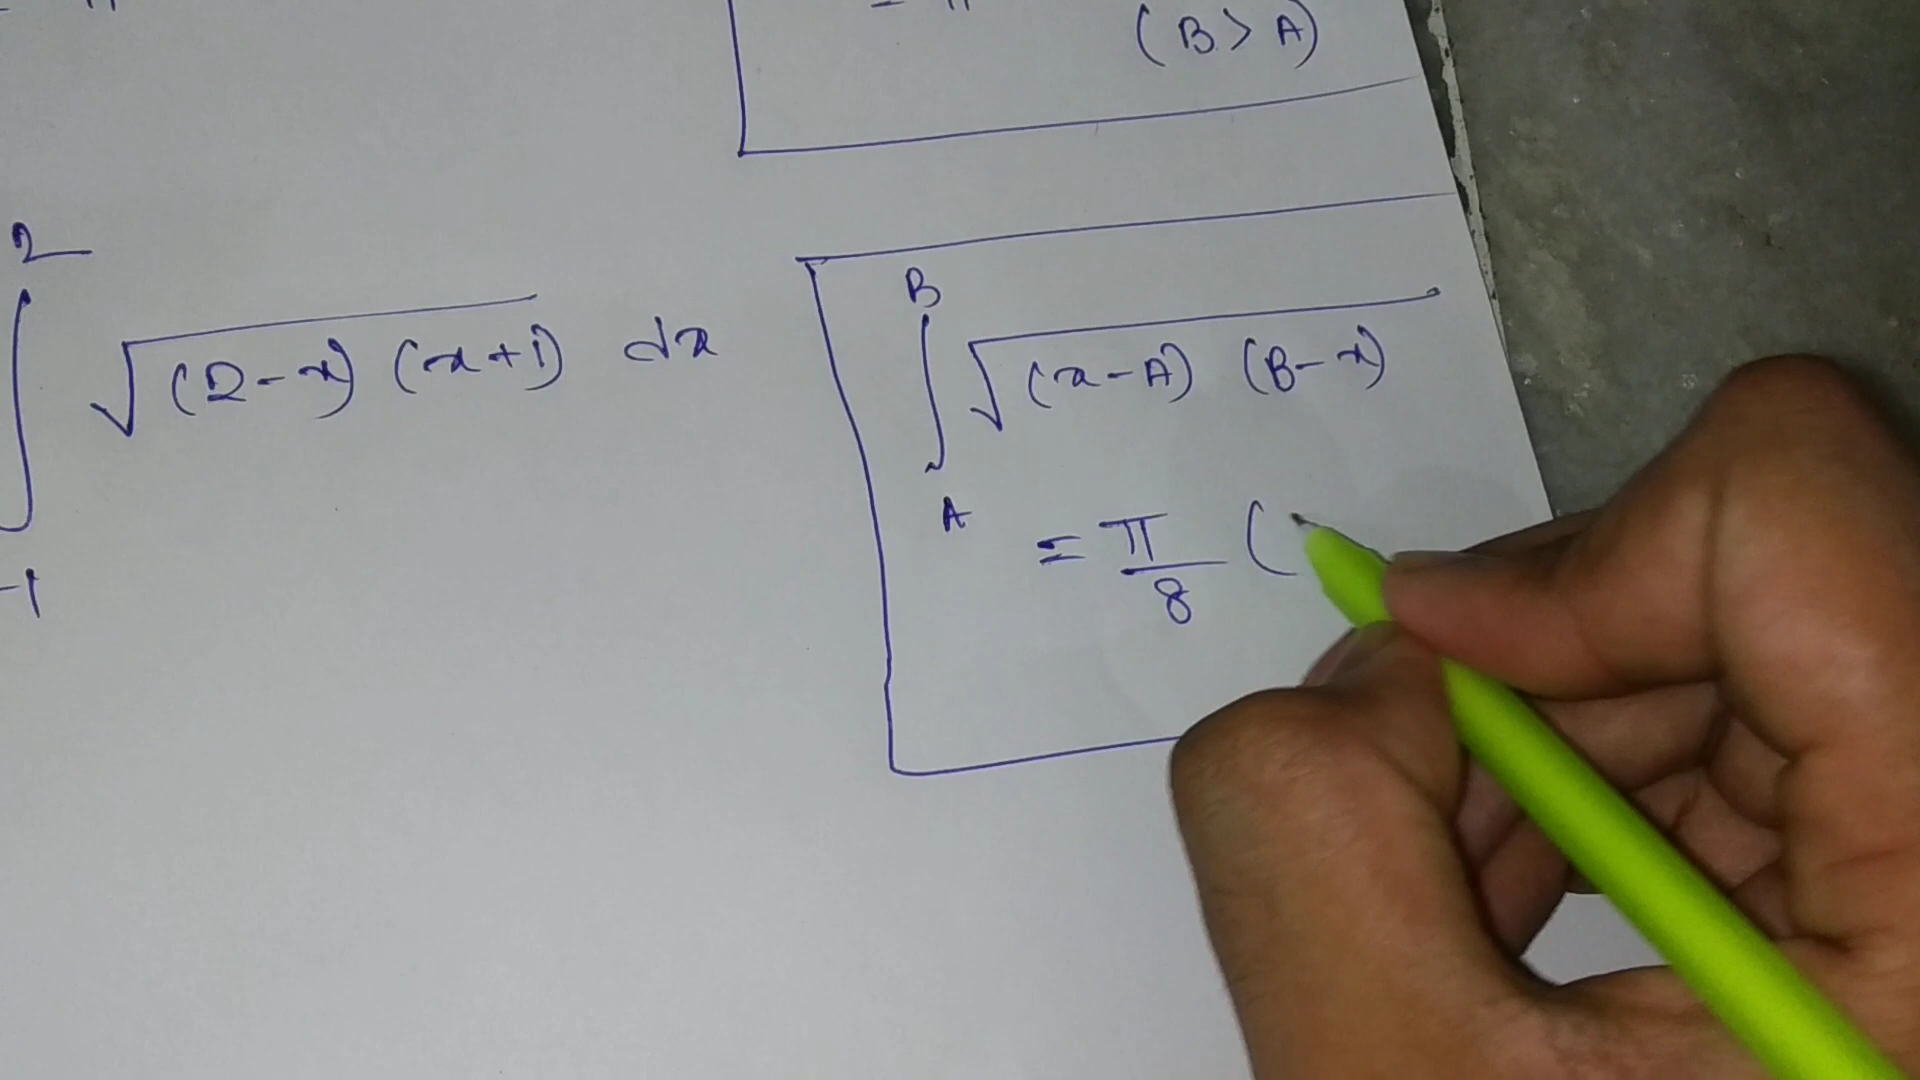 = π
= π
(B > A)
2
∫ √(2-x) (x+1) dx
-1
B
∫ √(x-A) (B-x)
A
= π/8 (